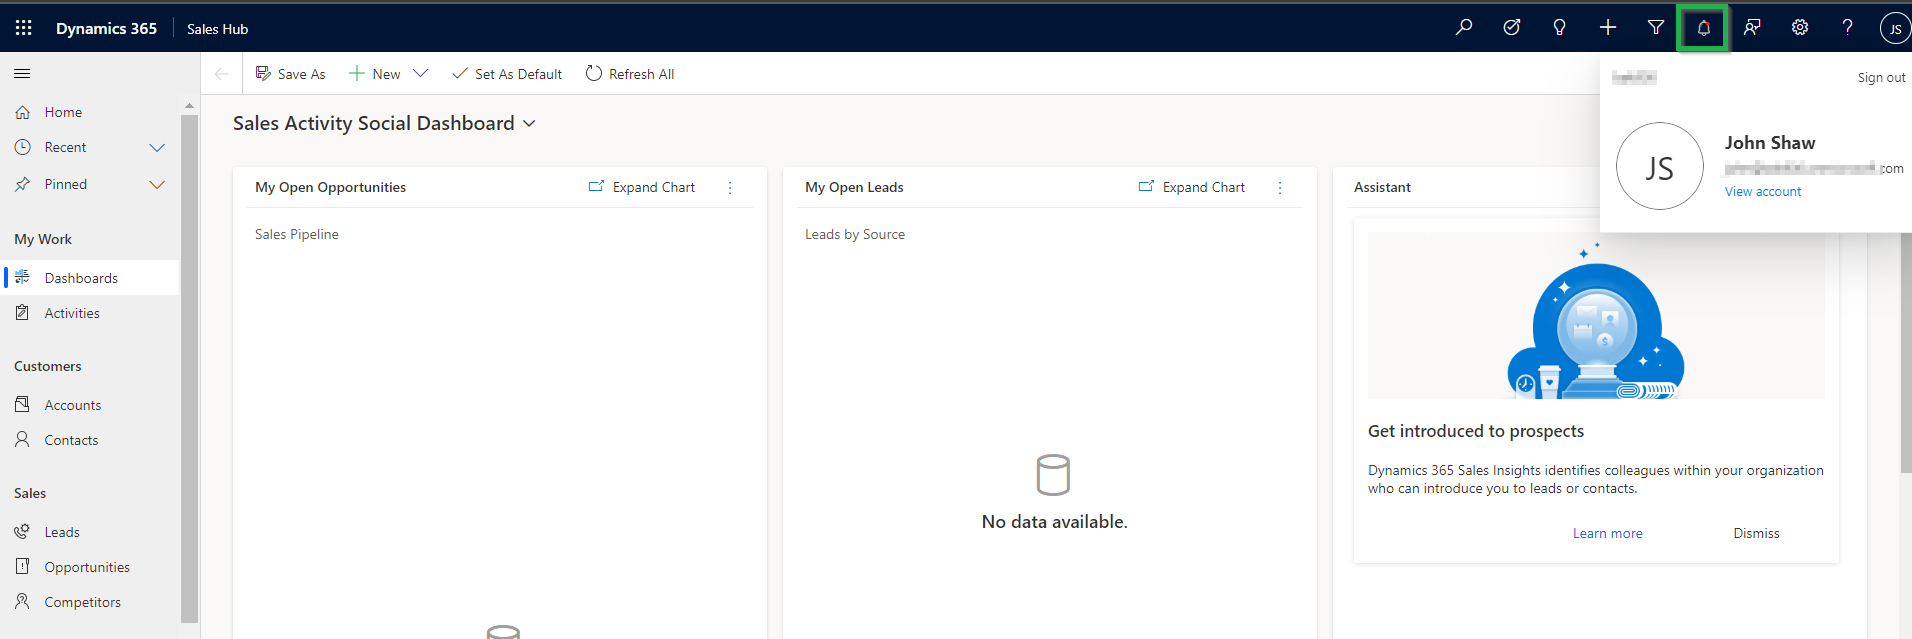 Dynamics 365 Sales Hub
JS
Save As New Set As Default Refresh All
Sign out
JS
John Shaw
.com
View account
Home
Recent
Pinned
My Work
Dashboards
Activities
Customers
Accounts
Contacts
Sales
Leads
Opportunities
Competitors
Sales Activity Social Dashboard
My Open Opportunities Expand Chart
Sales Pipeline
My Open Leads Expand Chart
Leads by Source
No data available.
Assistant
Get introduced to prospects
Dynamics 365 Sales Insights identifies colleagues within your organization
who can introduce you to leads or contacts.
Learn more Dismiss